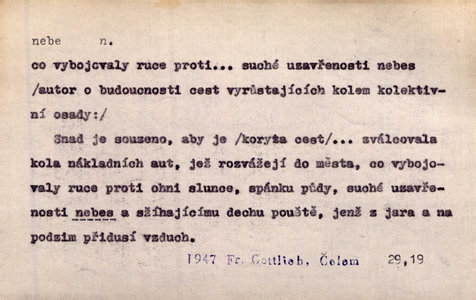 nebe n.
co vybojcvaly ruce proti... suché uzavřenosti nebes
/autor o budoucnosti cest vyrůstajících kolem kolektiv-
ní osady:/
Snad je souzeno, aby je /koryta cest/... zválcovala
kola nákladních aut, jež rozvážejí do města, co vybojo-
valy ruce proti ohni slunce, spánku půdy, suché uzavře-
nosti nebes a sžíhajícímu dechu pouště, jenž z jara a na
podzim přidusí vzduch.
1947 Fr. Gottlieb, Čelem 29,19